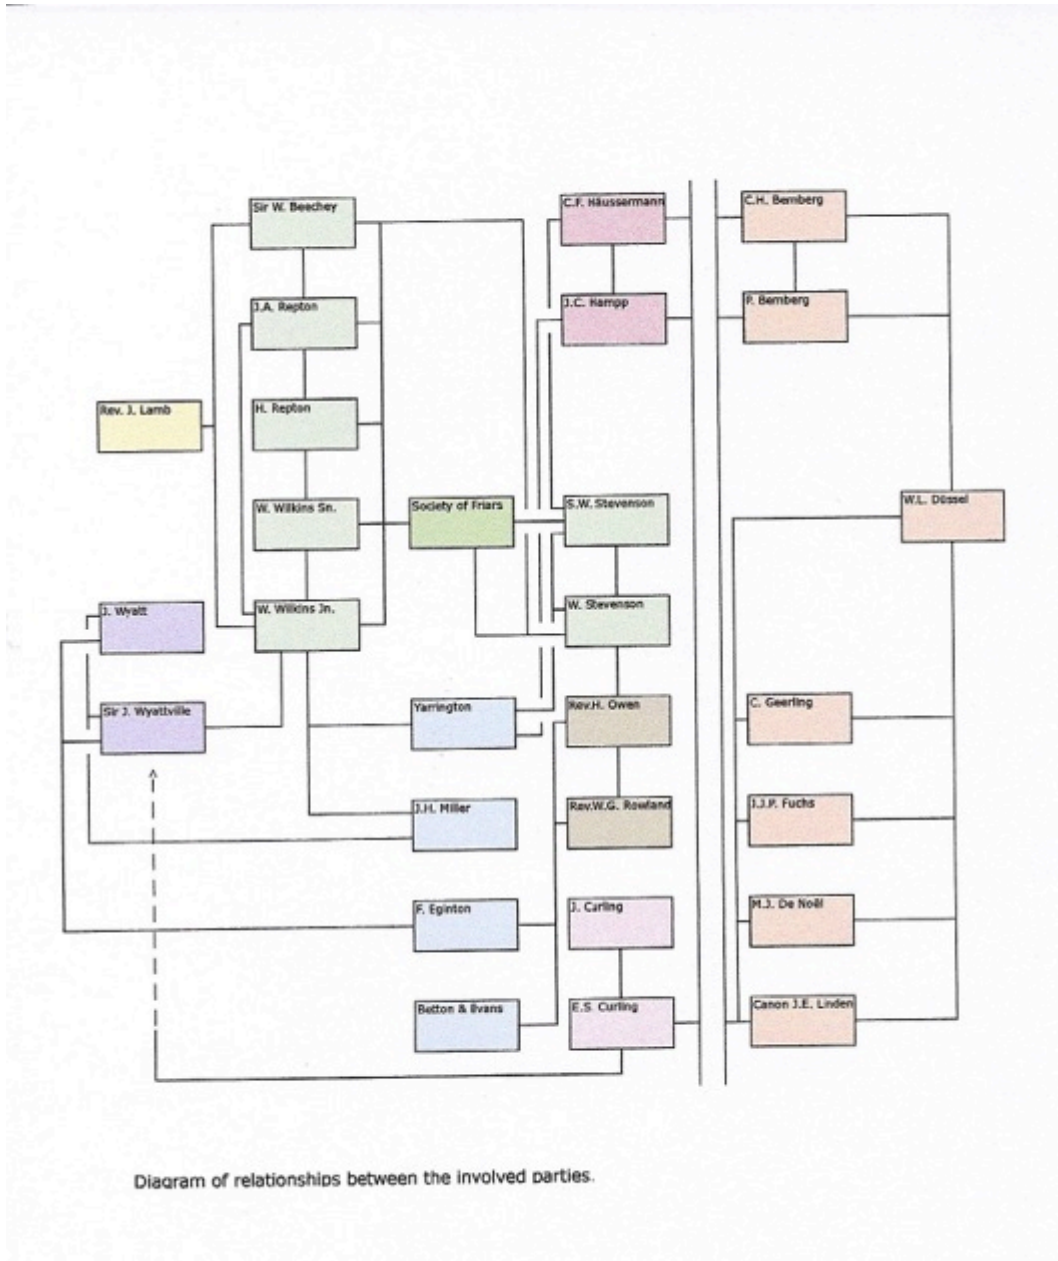 Sir W. Beechey
C.F. Häussermann
C.H. Bemberg
J.A. Repton
J.C. Hampp
P. Bemberg
Rev. J. Lamb
H. Repton
W. Wilkins Sn.
Society of Friars
S.W. Stevenson
W.L. Düssel
J. Wyatt
W. Wilkins Jn.
W. Stevenson
Sir J. Wyattville
Yarrington
Rev.H. Owen
C. Geerling
J.H. Miller
Rev.W.G. Rowland
J.J.P. Fuchs
F. Eginton
J. Curling
M.J. De Noël
Betton & Evans
E.S. Curling
Canon J.E. Linden
Diagram of relationships between the involved parties.